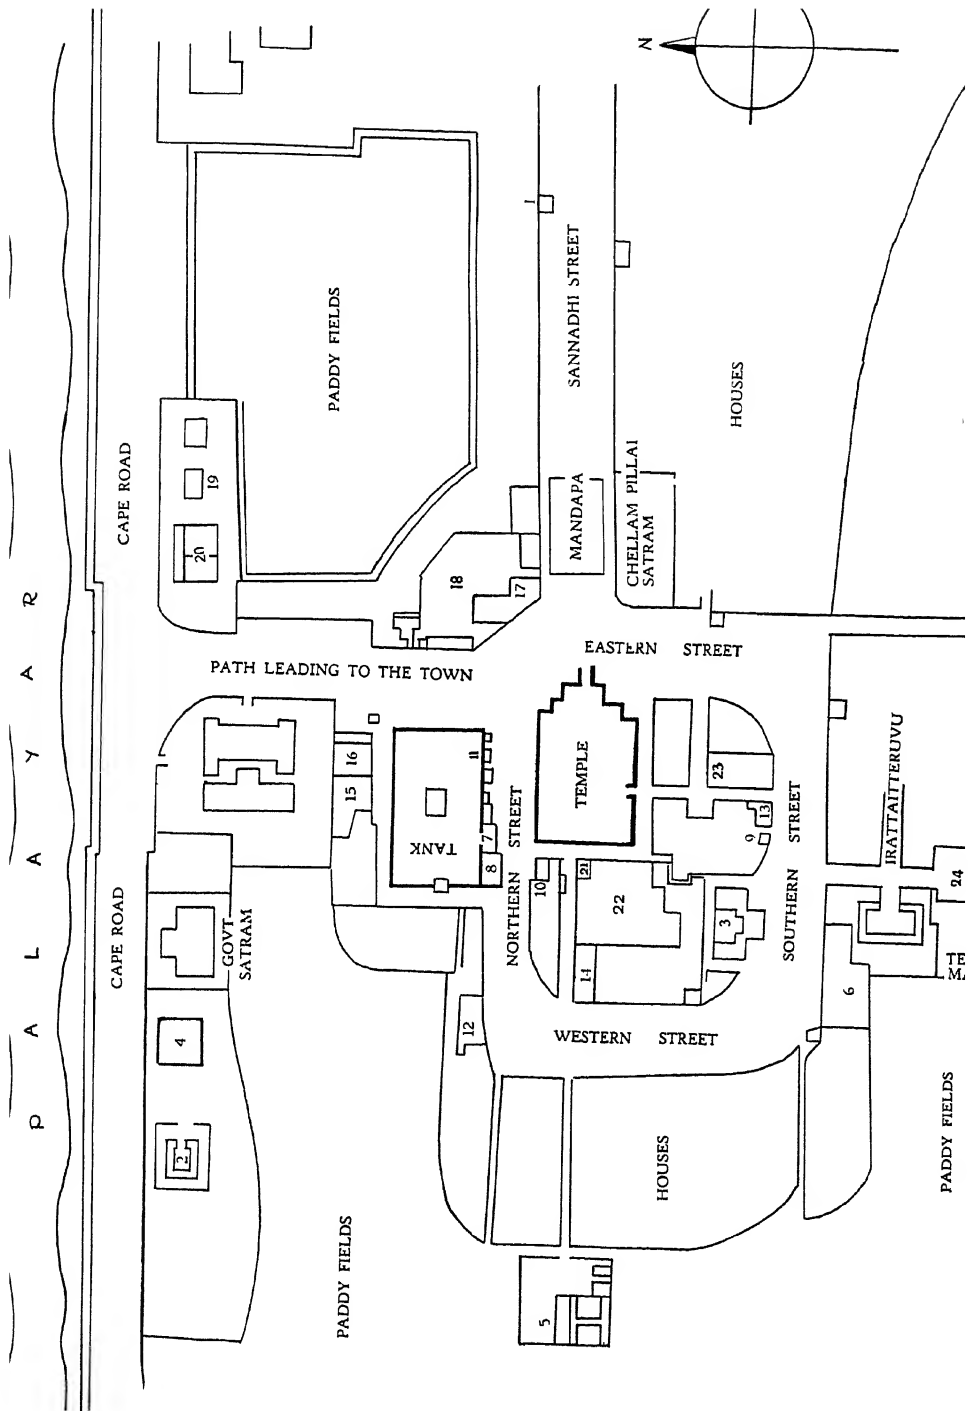 N
PALAYAR
CAPE ROAD
CAPE ROAD
PADDY FIELDS
SANNADHI STREET
1
HOUSES
19
20
MANDAPA
CHELLAM PILLAI
SATRAM
18
17
PATH LEADING TO THE TOWN
EASTERN STREET
16
15
11
TANK
7
8
NORTHERN STREET
TEMPLE
23
13
9
SOUTHERN STREET
IRATTAITTERUVU
24
10
21
22
14
3
GOVT
SATRAM
4
2
12
WESTERN STREET
6
TE
MA
HOUSES
PADDY FIELDS
PADDY FIELDS
5